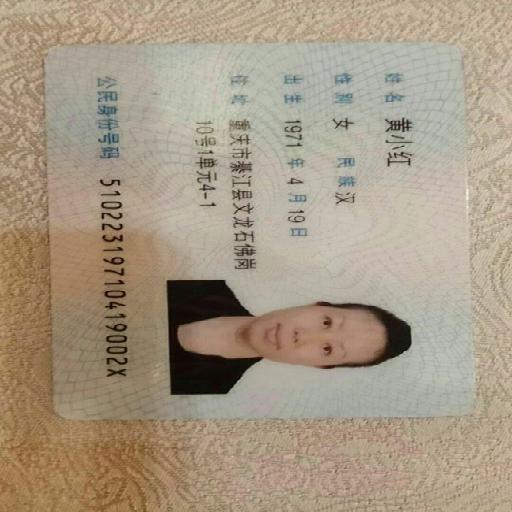 姓名 黄小红
性别 女 民族 汉
出生 1971 年 4 月 19 日
住址 重庆市綦江县文龙石佛岗
10号1单元4-1
公民身份号码 51022319710419002X